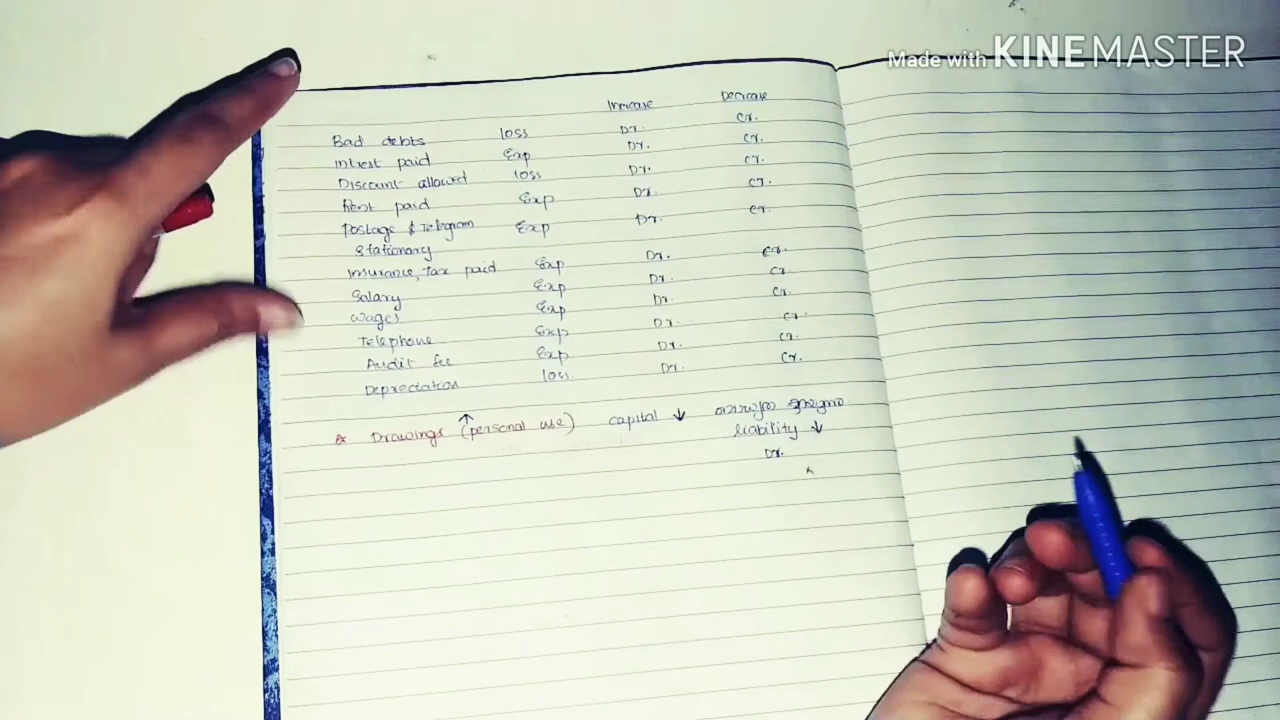 Made with KINEMASTER
Increase Decrease
Bad debts loss Dr. Cr.
Intrest paid Exp Dr. Cr.
Discount allowed loss Dr. Cr.
Rent paid Exp Dr. Cr.
Postage & Telegram Exp Dr. Cr.
Stationary
Insurance, tax paid Exp Dr. Cr.
Salary Exp Dr. Cr.
Wages Exp Dr. Cr.
Telephone Exp Dr. Cr.
Audit fee Exp Dr. Cr.
Depreciation loss. Dr. Cr.
Drawings ↑ (personal use) capital ↓
liability ↓
Dr.